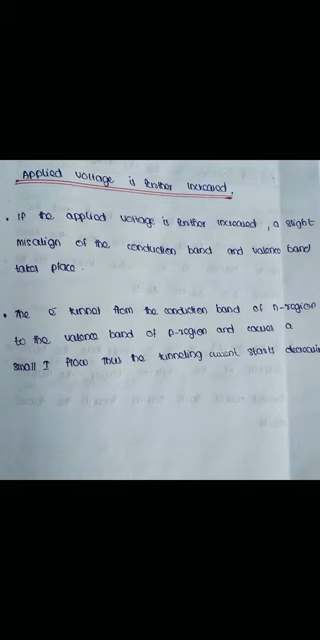 Applied voltage is further increased.
• If the applied voltage is further increased, a slight
misalign of the conduction band and valence band
takes place.
• The e⁻ tunnel from the conduction band of n-region
to the valence band of p-region and causes a
small I flow thus the tunneling current starts decreasin